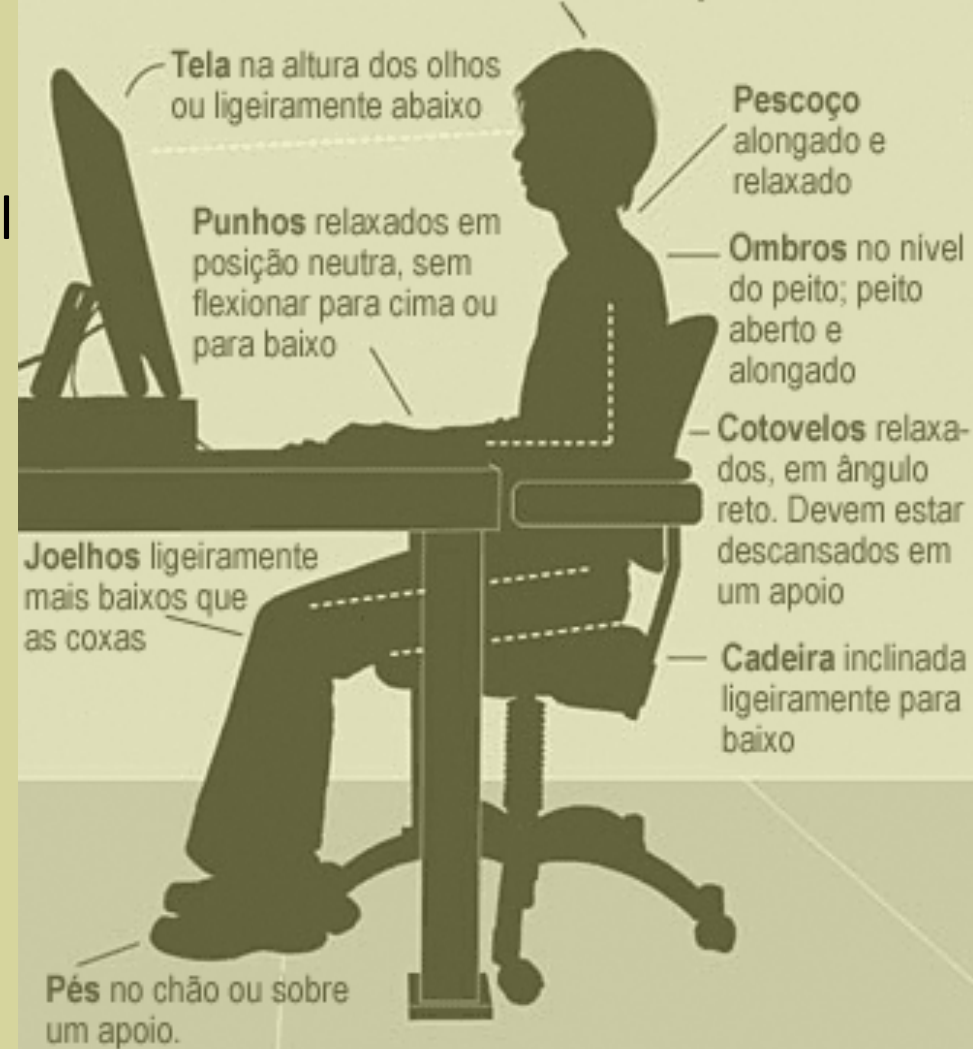 Tela na altura dos olhos
ou ligeiramente abaixo
Pescoço
alongado e
relaxado
Punhos relaxados em
posição neutra, sem
flexionar para cima ou
para baixo
Ombros no nível
do peito; peito
aberto e
alongado
Cotovelos relaxa-
dos, em ângulo
reto. Devem estar
descansados em
um apoio
Joelhos ligeiramente
mais baixos que
as coxas
Cadeira inclinada
ligeiramente para
baixo
Pés no chão ou sobre
um apoio.